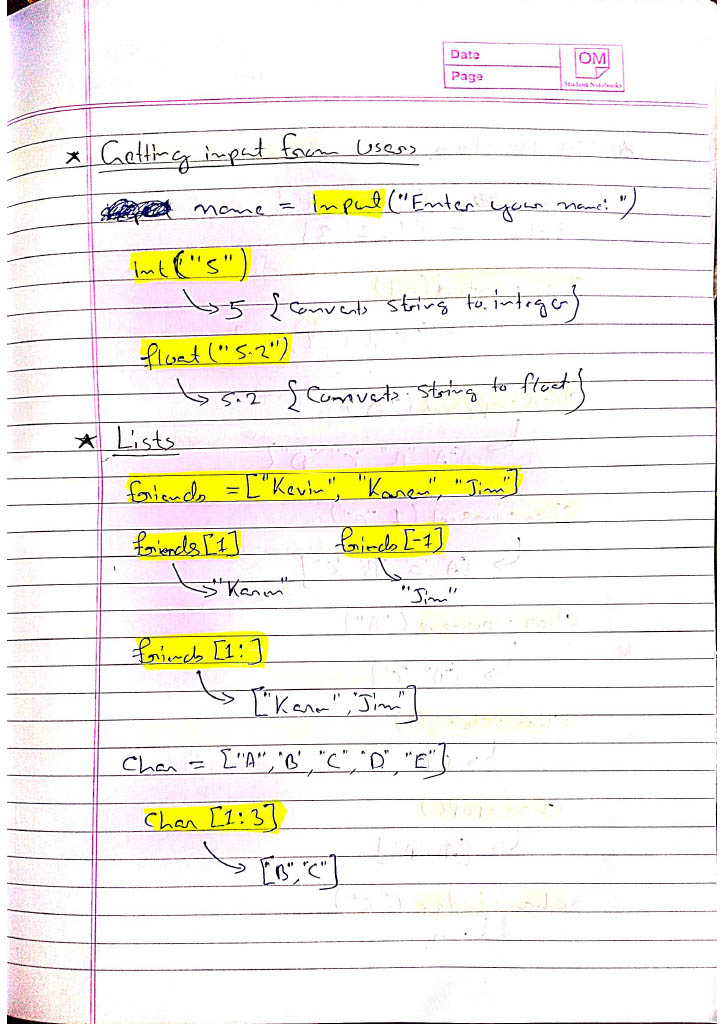 Date
Page
OM
Student Notebooks
* Getting input from users
name = Input ("Enter your name: ")
Int ("5")
5 {Converts string to integer}
float ("5.2")
5.2 {Converts string to float}
* Lists
friends = ["Kevin", "Karen", "Jim"]
friends [1] friends [-1]
"Karen" "Jim"
friends [1:]
["Karen", "Jim"]
Char = ["A", "B", "C", "D", "E"]
Char [1:3]
["B", "C"]